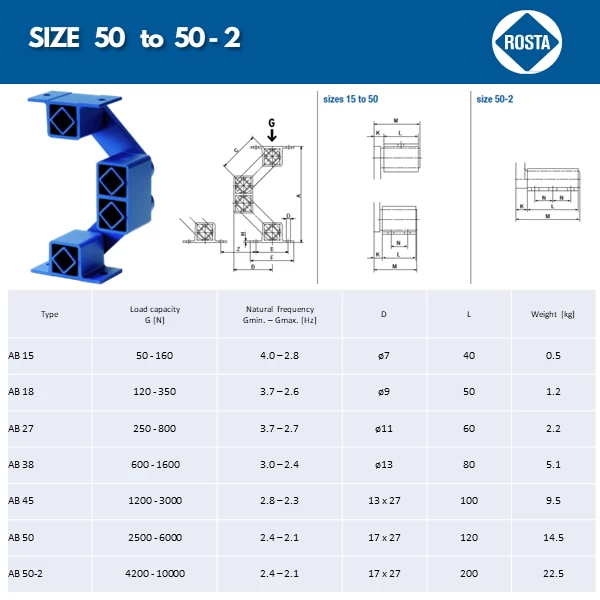 SIZE 50 to 50 - 2
ROSTA
sizes 15 to 50
size 50-2
G
M
K L
C
A
D
H
Z E
F
B
N
K L
M
N N
K L
M
Type Load capacity G [N] Natural frequency Gmin. – Gmax. [Hz] D L Weight [kg]
AB 15 50 - 160 4.0 – 2.8 ø7 40 0.5
AB 18 120 - 350 3.7 – 2.6 ø9 50 1.2
AB 27 250 - 800 3.7 – 2.7 ø11 60 2.2
AB 38 600 - 1600 3.0 – 2.4 ø13 80 5.1
AB 45 1200 - 3000 2.8 – 2.3 13 x 27 100 9.5
AB 50 2500 - 6000 2.4 – 2.1 17 x 27 120 14.5
AB 50-2 4200 - 10000 2.4 – 2.1 17 x 27 200 22.5